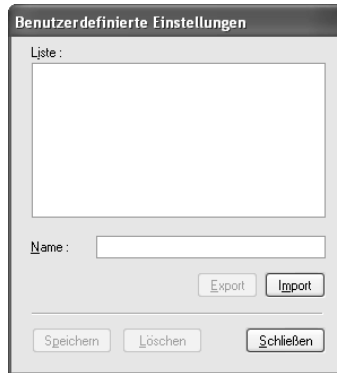 Benutzerdefinierte Einstellungen
Liste :
Name :
Export Import
Speichern Löschen Schließen